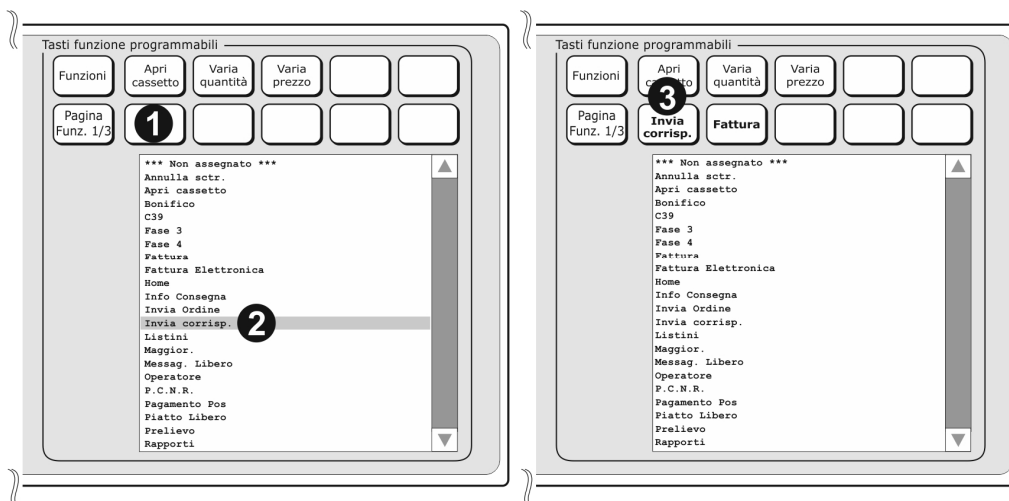 Tasti funzione programmabili
Funzioni
Apri
cassetto
Varia
quantità
Varia
prezzo
Pagina
Funz. 1/3
1
*** Non assegnato ***
Annulla sctr.
Apri cassetto
Bonifico
C39
Fase 3
Fase 4
Fattura
Fattura Elettronica
Home
Info Consegna
Invia Ordine
Invia corrisp.
2
Listini
Maggior.
Messag. Libero
Operatore
P.C.N.R.
Pagamento Pos
Piatto Libero
Prelievo
Rapporti
Tasti funzione programmabili
Funzioni
Apri
cassetto
3
Varia
quantità
Varia
prezzo
Pagina
Funz. 1/3
Invia
corrisp.
Fattura
*** Non assegnato ***
Annulla sctr.
Apri cassetto
Bonifico
C39
Fase 3
Fase 4
Fattura
Fattura Elettronica
Home
Info Consegna
Invia Ordine
Invia corrisp.
Listini
Maggior.
Messag. Libero
Operatore
P.C.N.R.
Pagamento Pos
Piatto Libero
Prelievo
Rapporti